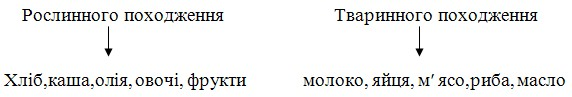 Рослинного походження Тваринного походження
Хліб,каша,олія, овочі, фрукти молоко, яйця, м′ ясо,риба, масло